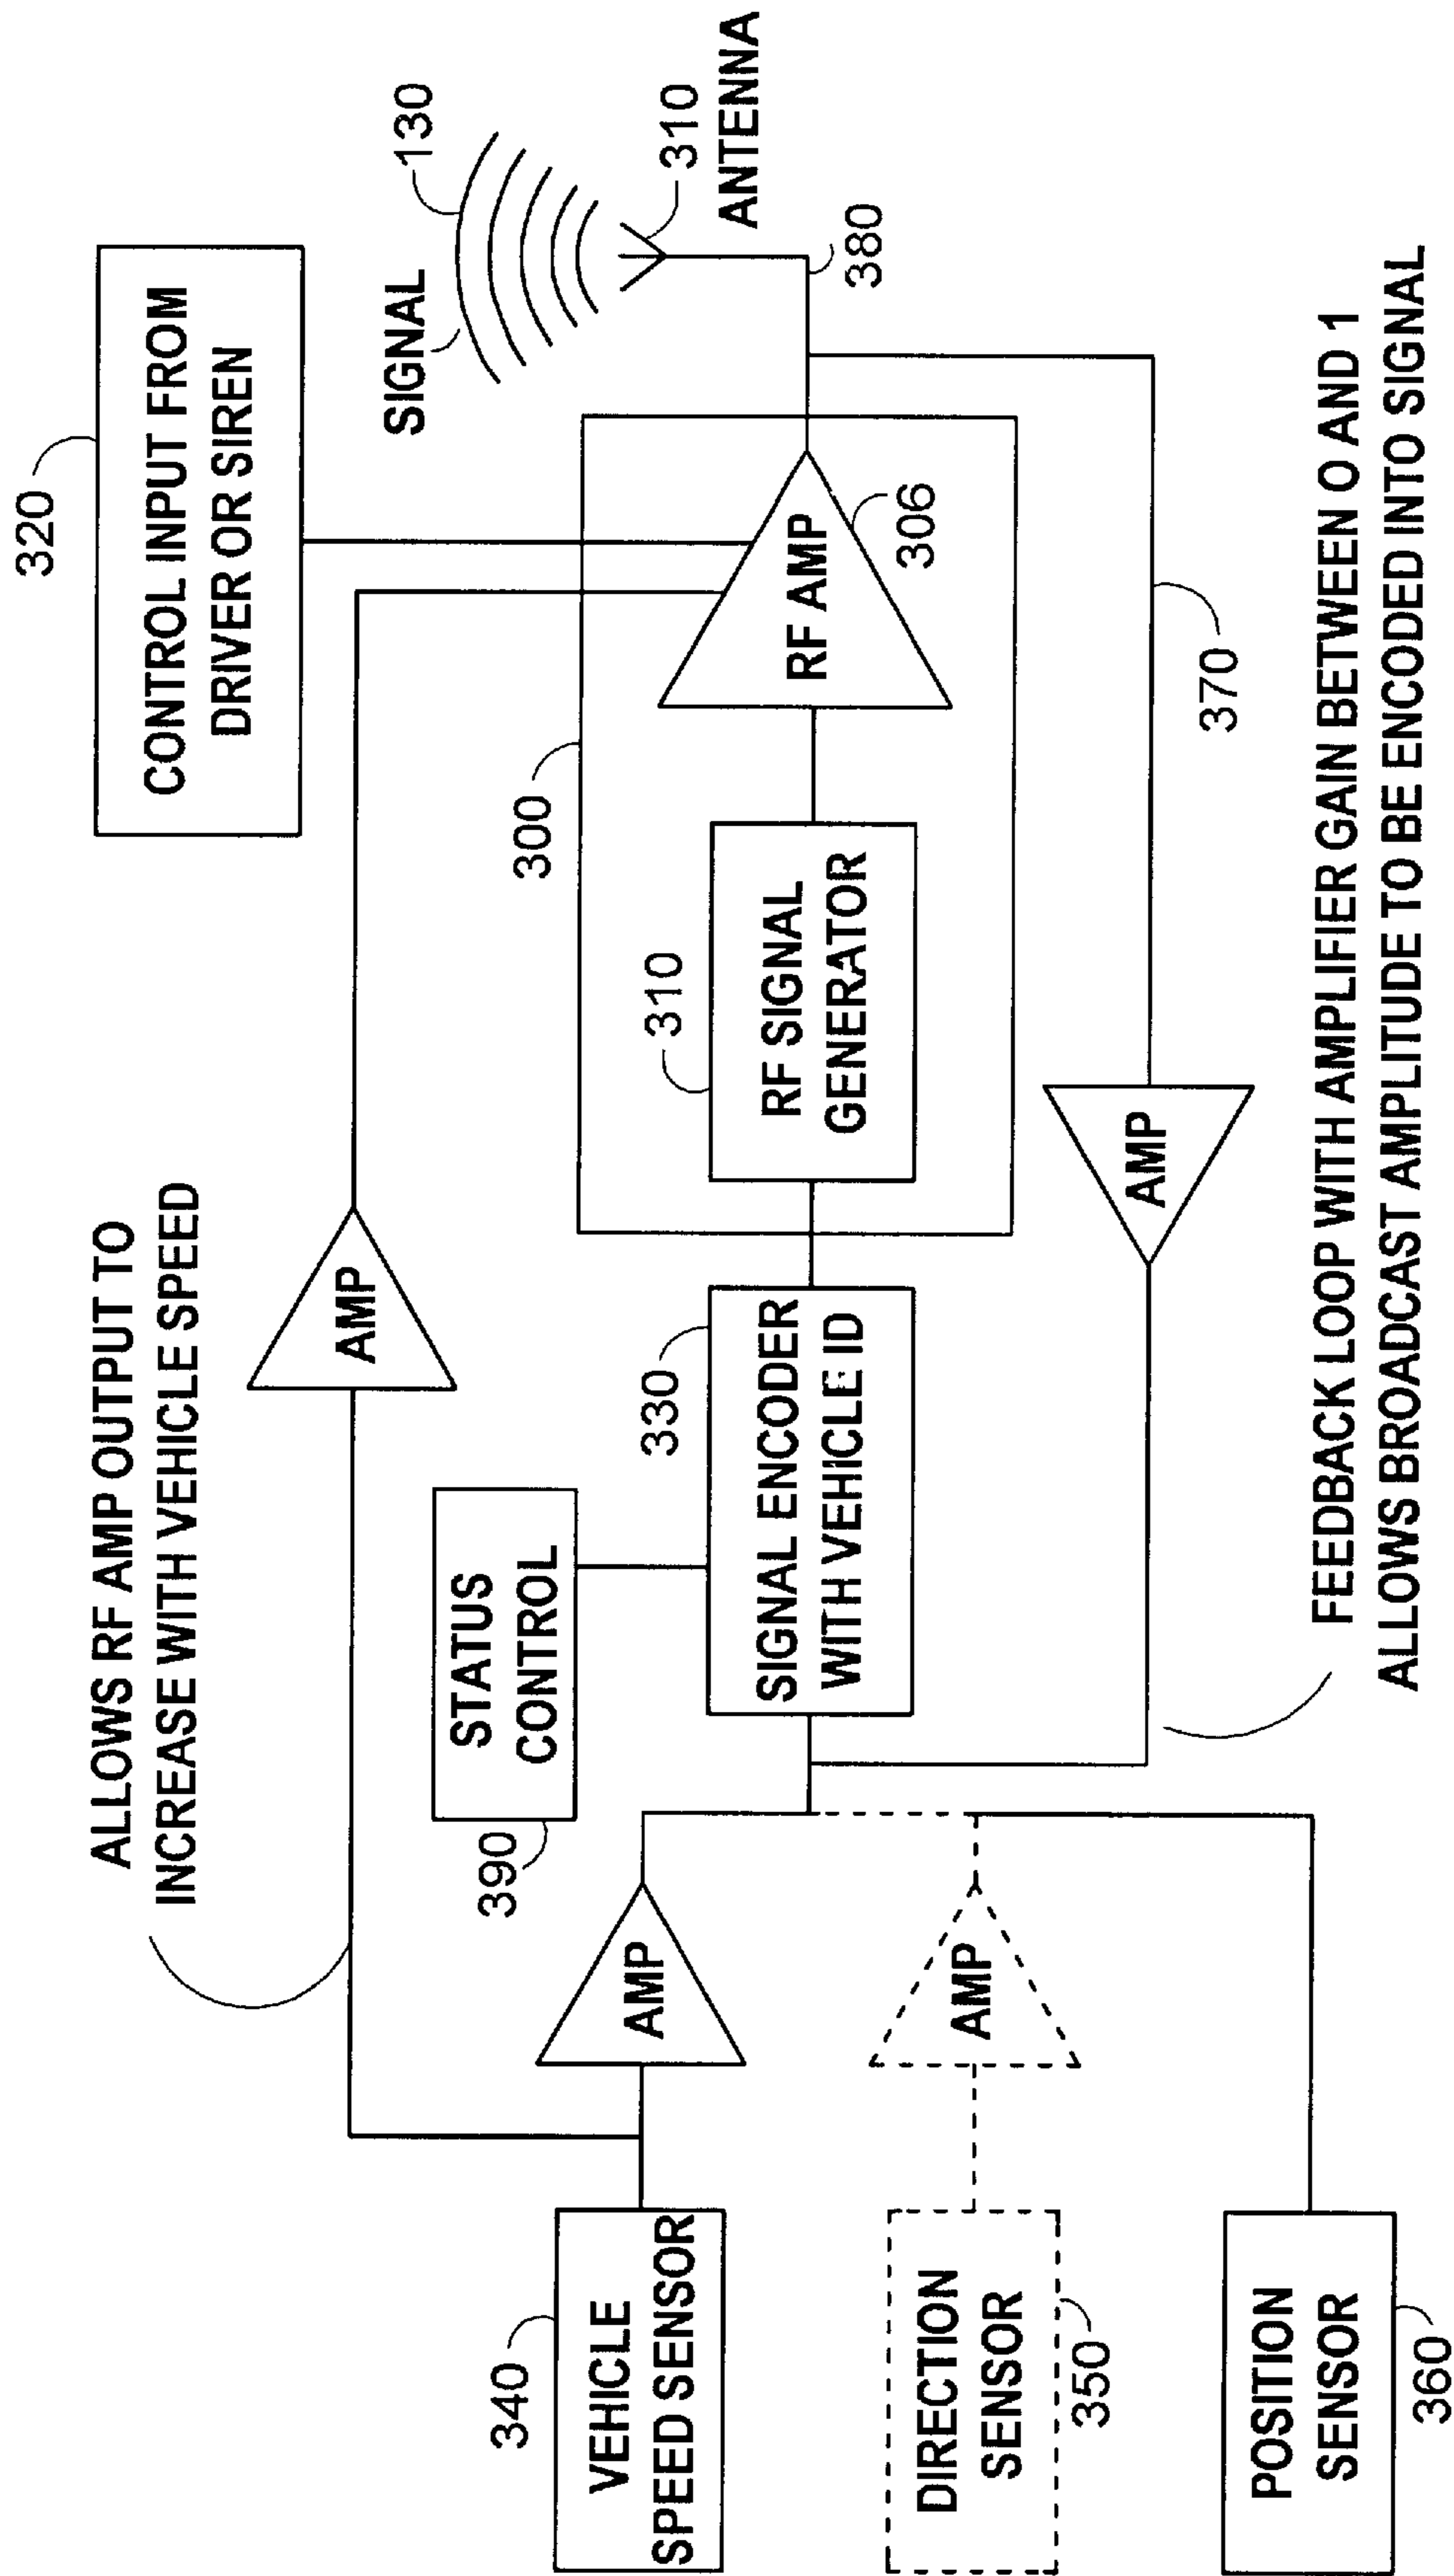 320
CONTROL INPUT FROM
DRIVER OR SIREN
ALLOWS RF AMP OUTPUT TO
INCREASE WITH VEHICLE SPEED
SIGNAL
130
310
ANTENNA
380
AMP
300
390
STATUS
CONTROL
330
SIGNAL ENCODER
WITH VEHICLE ID
310
RF SIGNAL
GENERATOR
RF AMP
306
340
VEHICLE
SPEED SENSOR
AMP
DIRECTION
SENSOR
350
AMP
AMP
370
POSITION
SENSOR
360
FEEDBACK LOOP WITH AMPLIFIER GAIN BETWEEN O AND 1
ALLOWS BROADCAST AMPLITUDE TO BE ENCODED INTO SIGNAL